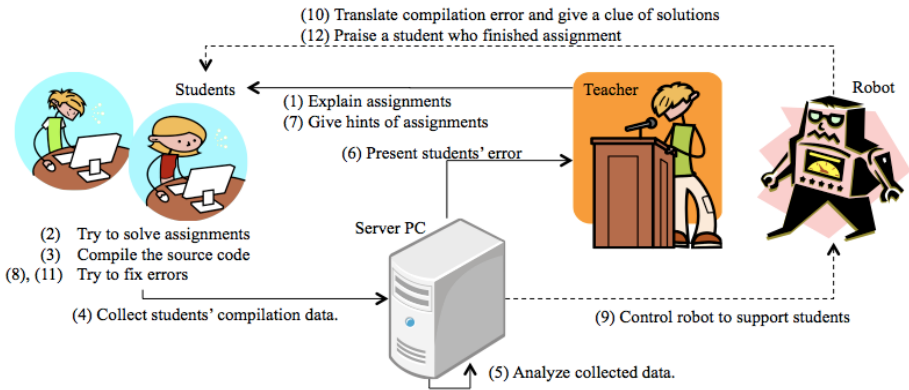 (10) Translate compilation error and give a clue of solutions
(12) Praise a student who finished assignment
Students
Teacher
Robot
(1) Explain assignments
(7) Give hints of assignments
(6) Present students' error
Server PC
(2) Try to solve assignments
(3) Compile the source code
(8), (11) Try to fix errors
(4) Collect students' compilation data.
(9) Control robot to support students
(5) Analyze collected data.